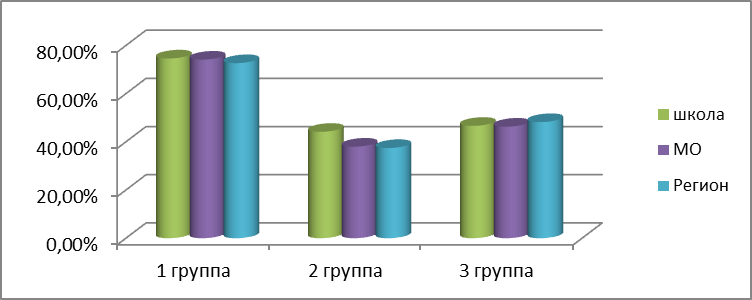 80,00%
60,00%
40,00%
20,00%
0,00%
1 группа
2 группа
3 группа
школа
МО
Регион